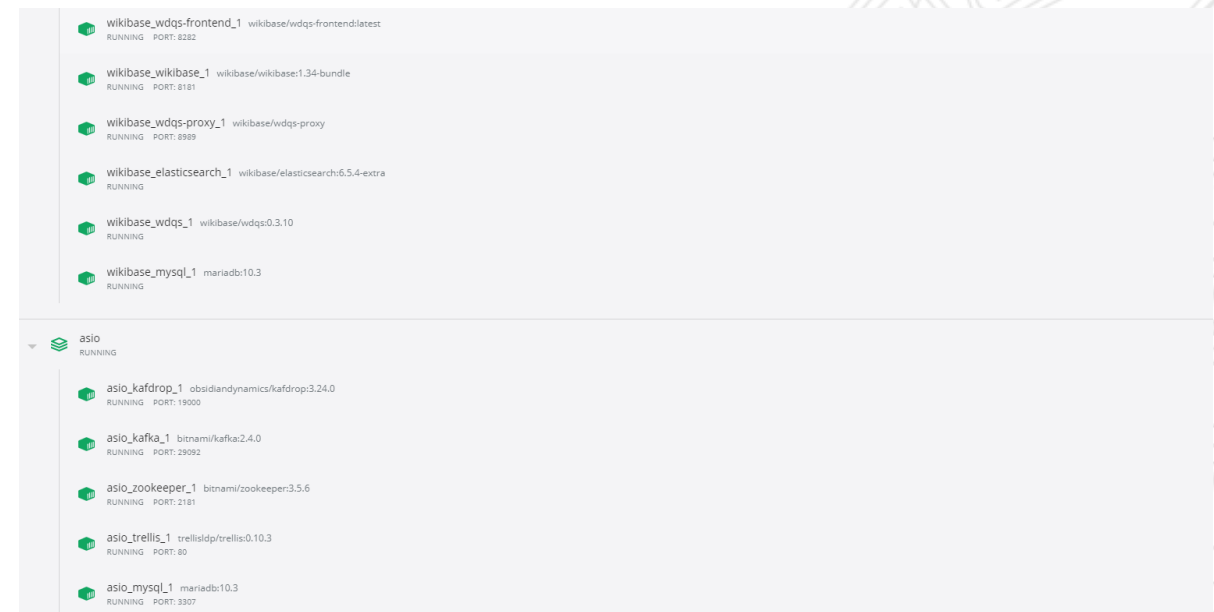 wikibase_wdqs-frontend_1 wikibase/wdqs-frontend:latest
RUNNING PORT: 8282
wikibase_wikibase_1 wikibase/wikibase:1.34-bundle
RUNNING PORT: 8181
wikibase_wdqs-proxy_1 wikibase/wdqs-proxy
RUNNING PORT: 8989
wikibase_elasticsearch_1 wikibase/elasticsearch:6.5.4-extra
RUNNING
wikibase_wdqs_1 wikibase/wdqs:0.3.10
RUNNING
wikibase_mysql_1 mariadb:10.3
RUNNING
asio
RUNNING
asio_kafdrop_1 obsidiandynamics/kafdrop:3.24.0
RUNNING PORT: 19000
asio_kafka_1 bitnami/kafka:2.4.0
RUNNING PORT: 29092
asio_zookeeper_1 bitnami/zookeeper:3.5.6
RUNNING PORT: 2181
asio_trellis_1 trellisldp/trellis:0.10.3
RUNNING PORT: 80
asio_mysql_1 mariadb:10.3
RUNNING PORT: 3307